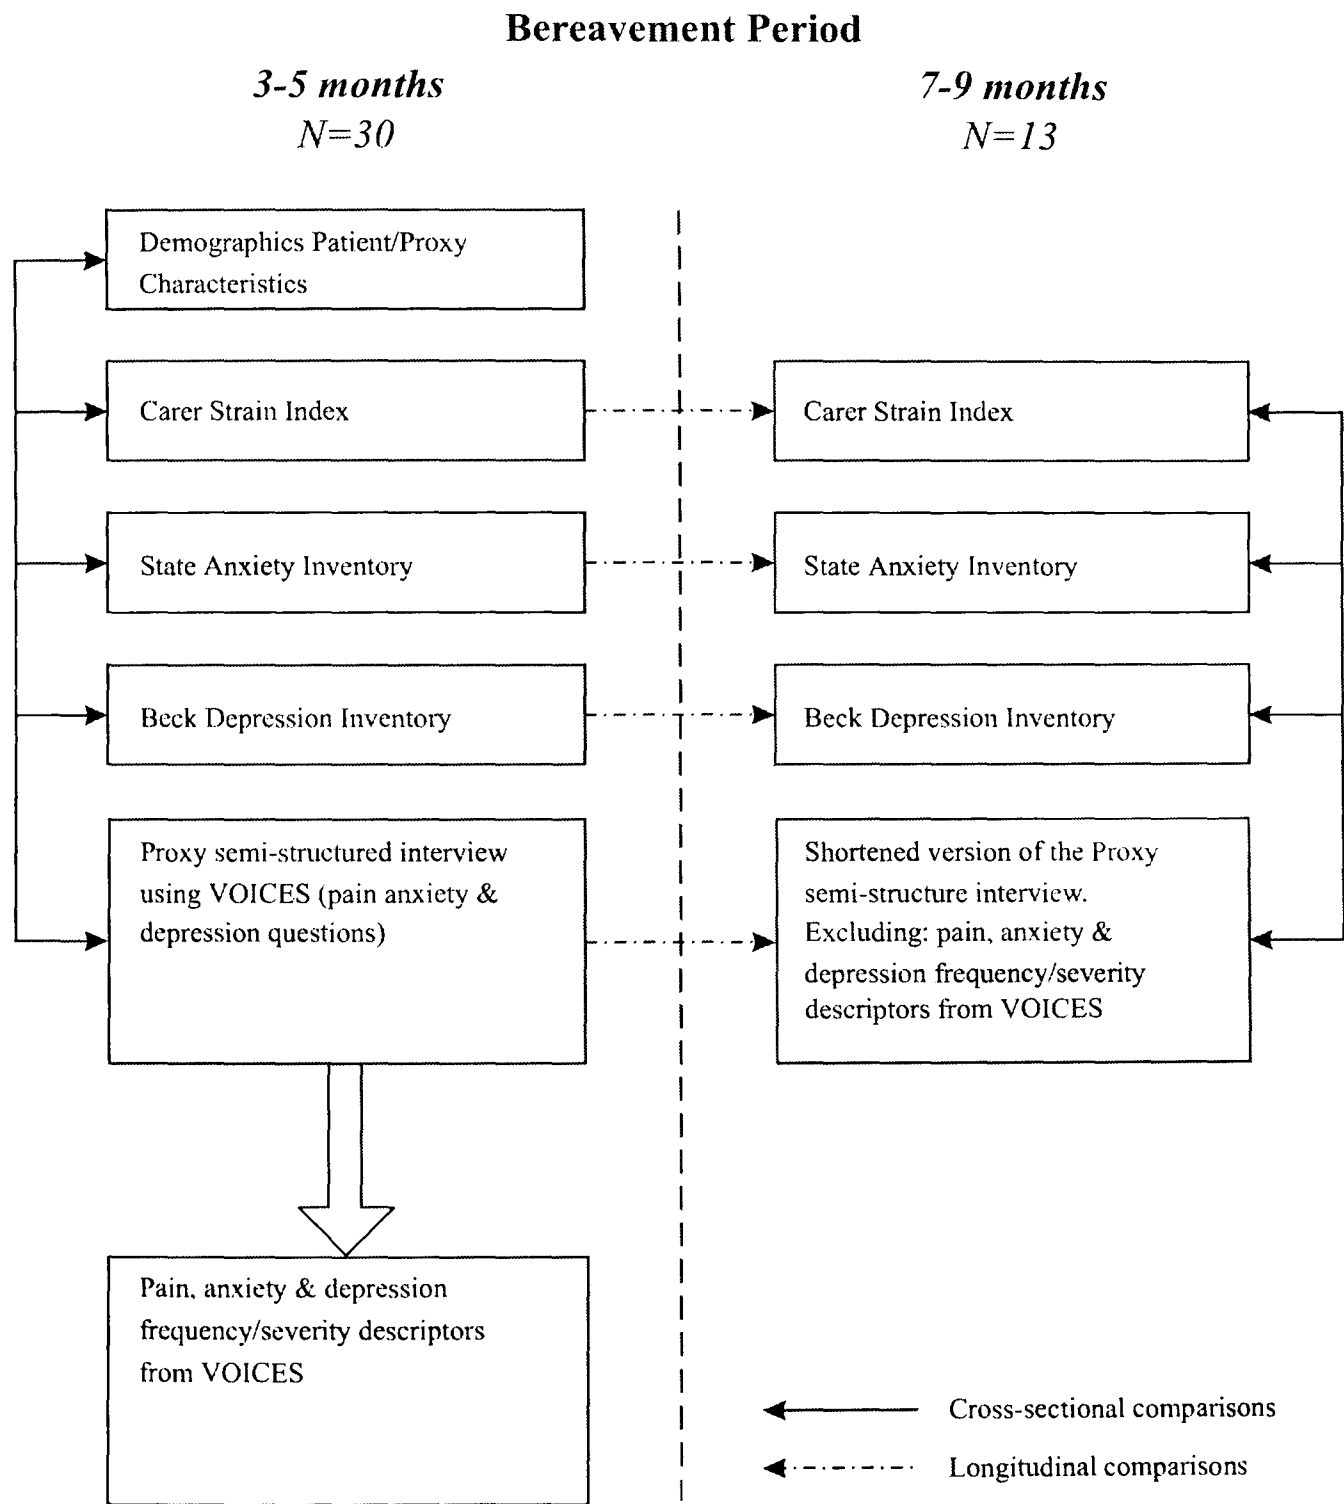 Bereavement Period
3-5 months
N=30
7-9 months
N=13
Demographics Patient/Proxy
Characteristics
Carer Strain Index
Carer Strain Index
State Anxiety Inventory
State Anxiety Inventory
Beck Depression Inventory
Beck Depression Inventory
Proxy semi-structured interview
using VOICES (pain anxiety &
depression questions)
Shortened version of the Proxy
semi-structure interview.
Excluding: pain, anxiety &
depression frequency/severity
descriptors from VOICES
Pain, anxiety & depression
frequency/severity descriptors
from VOICES
Cross-sectional comparisons
Longitudinal comparisons